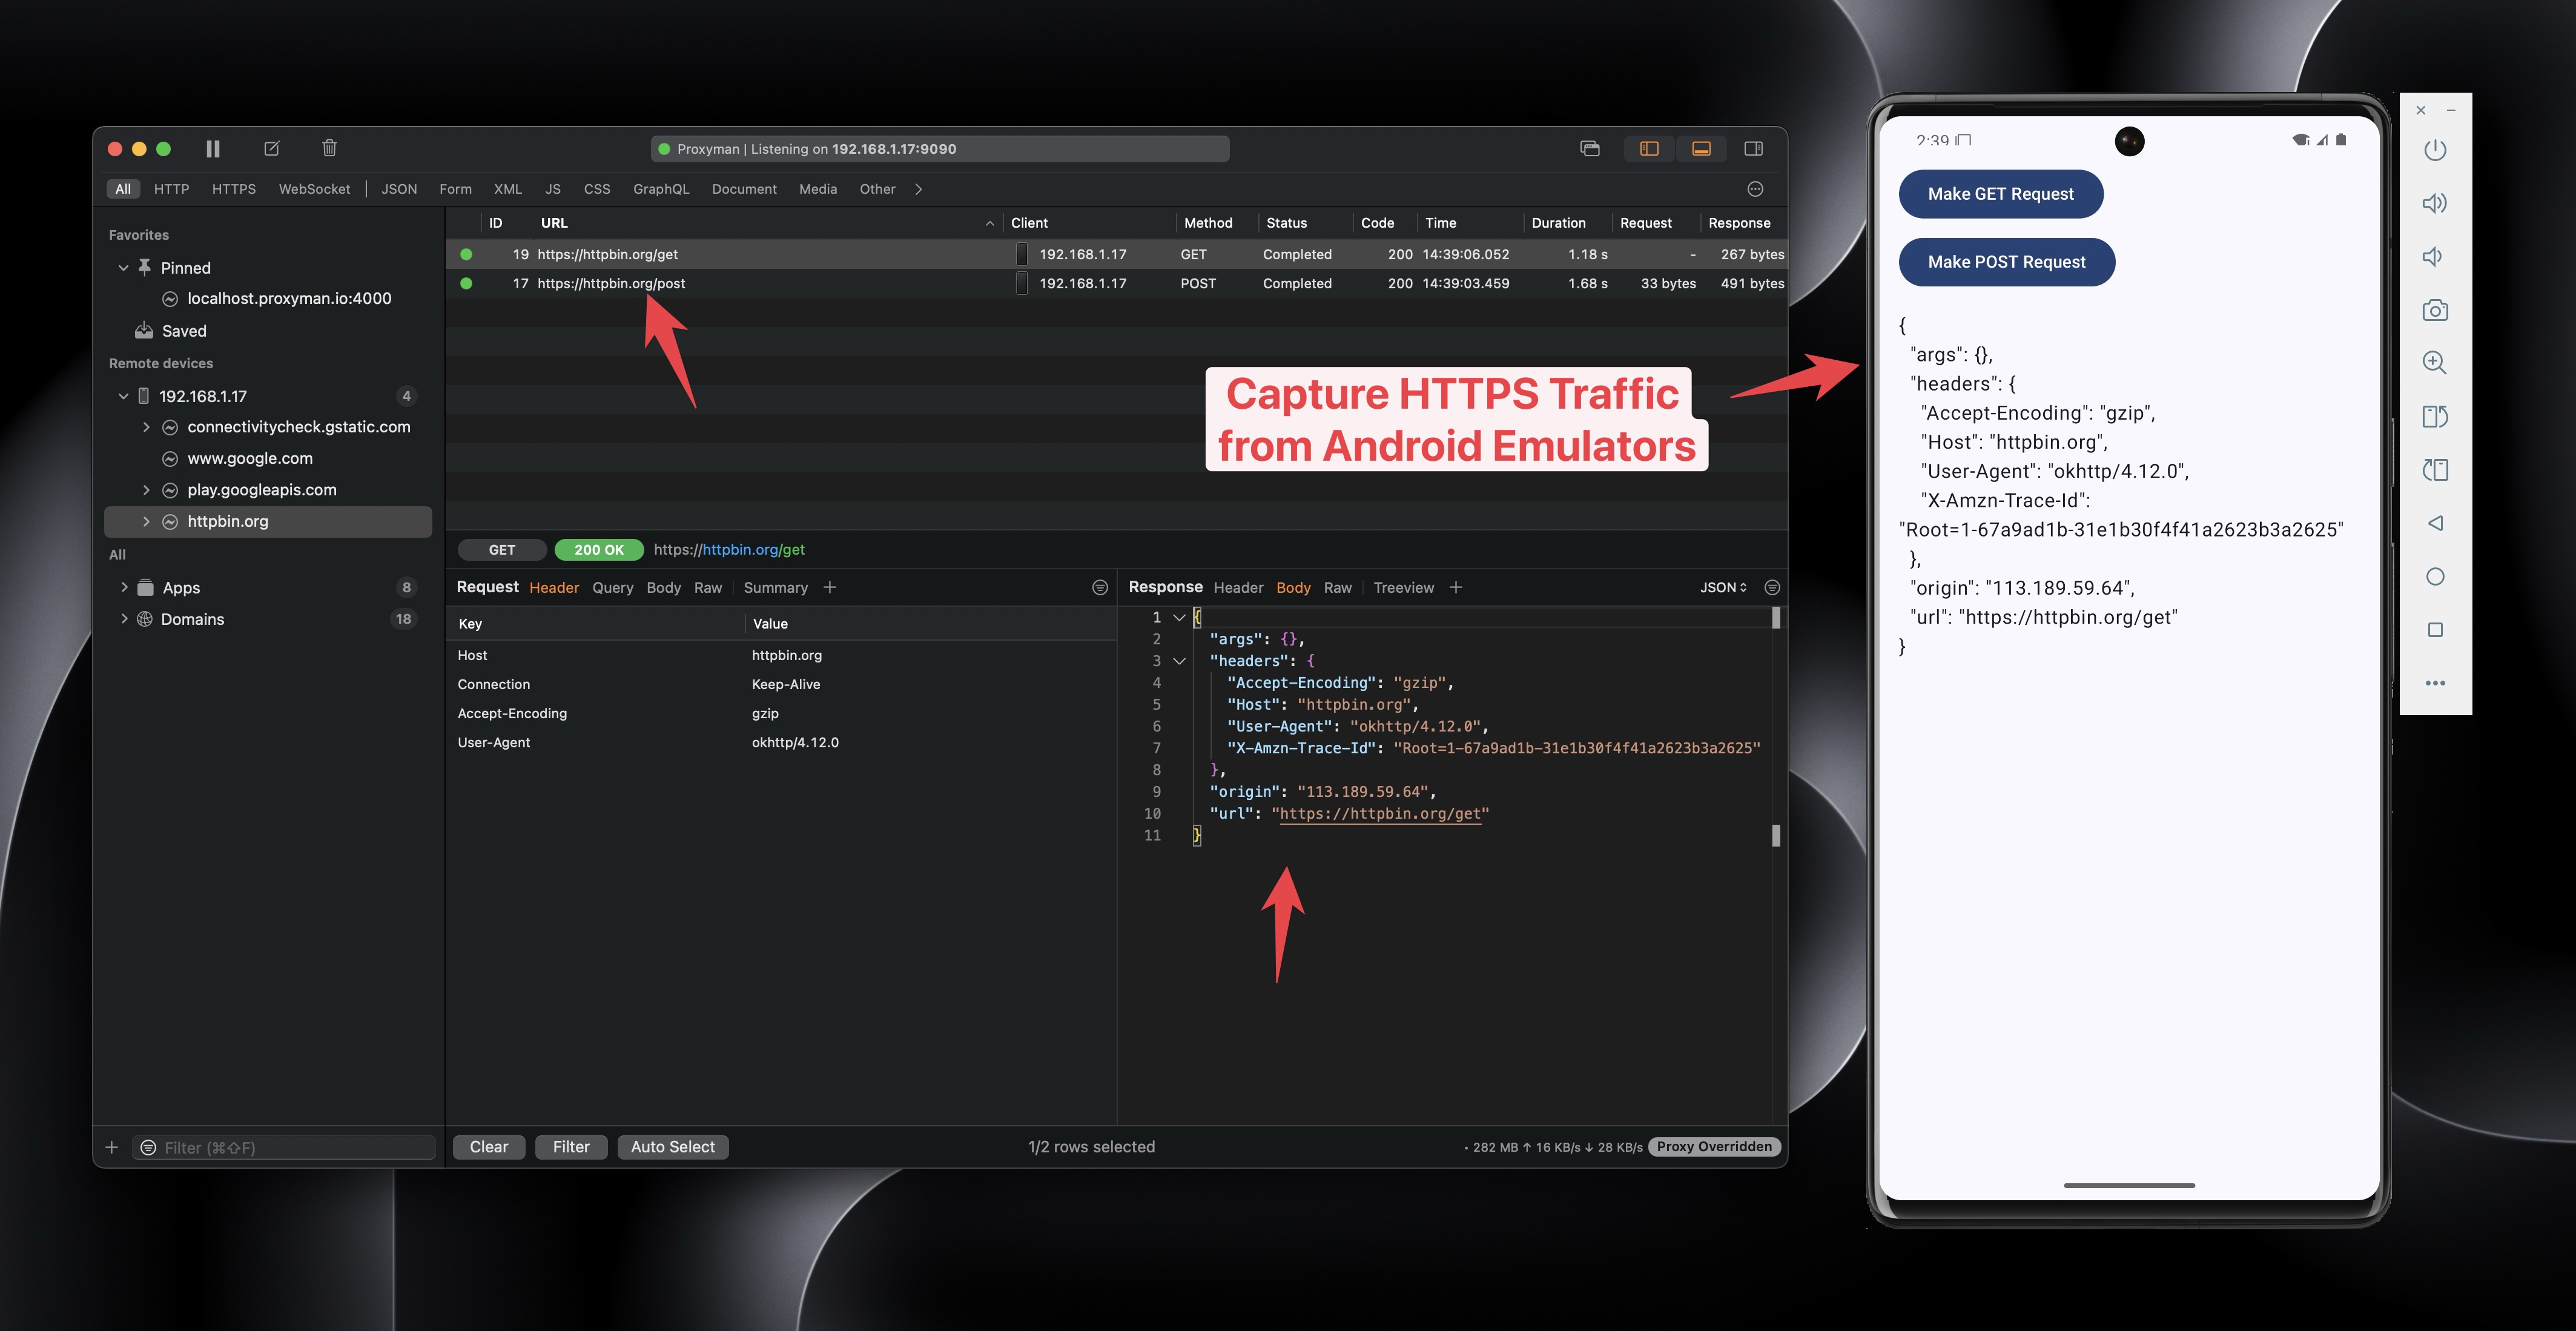 Proxyman | Listening on 192.168.1.17:9090
All HTTP HTTPS WebSocket JSON Form XML JS CSS GraphQL Document Media Other
Favorites
Pinned
localhost.proxyman.io:4000
Saved
Remote devices
192.168.1.17 4
connectivitycheck.gstatic.com
www.google.com
play.googleapis.com
httpbin.org
All
Apps 8
Domains 18
Filter (⌘⇧F)
ID URL Client Method Status Code Time Duration Request Response
19 https://httpbin.org/get 192.168.1.17 GET Completed 200 14:39:06.052 1.18 s - 267 bytes
17 https://httpbin.org/post 192.168.1.17 POST Completed 200 14:39:03.459 1.68 s 33 bytes 491 bytes
Capture HTTPS Traffic
from Android Emulators
GET 200 OK https://httpbin.org/get
Request Header Query Body Raw Summary
Key Value
Host httpbin.org
Connection Keep-Alive
Accept-Encoding gzip
User-Agent okhttp/4.12.0
Response Header Body Raw Treeview JSON
1 {
2 "args": {},
3 "headers": {
4 "Accept-Encoding": "gzip",
5 "Host": "httpbin.org",
6 "User-Agent": "okhttp/4.12.0",
7 "X-Amzn-Trace-Id": "Root=1-67a9ad1b-31e1b30f4f41a2623b3a2625"
8 },
9 "origin": "113.189.59.64",
10 "url": "https://httpbin.org/get"
11 }
Clear Filter Auto Select 1/2 rows selected • 282 MB ↑ 16 KB/s ↓ 28 KB/s Proxy Overridden
2:39
Make GET Request
Make POST Request
{
"args": {},
"headers": {
"Accept-Encoding": "gzip",
"Host": "httpbin.org",
"User-Agent": "okhttp/4.12.0",
"X-Amzn-Trace-Id":
"Root=1-67a9ad1b-31e1b30f4f41a2623b3a2625"
},
"origin": "113.189.59.64",
"url": "https://httpbin.org/get"
}